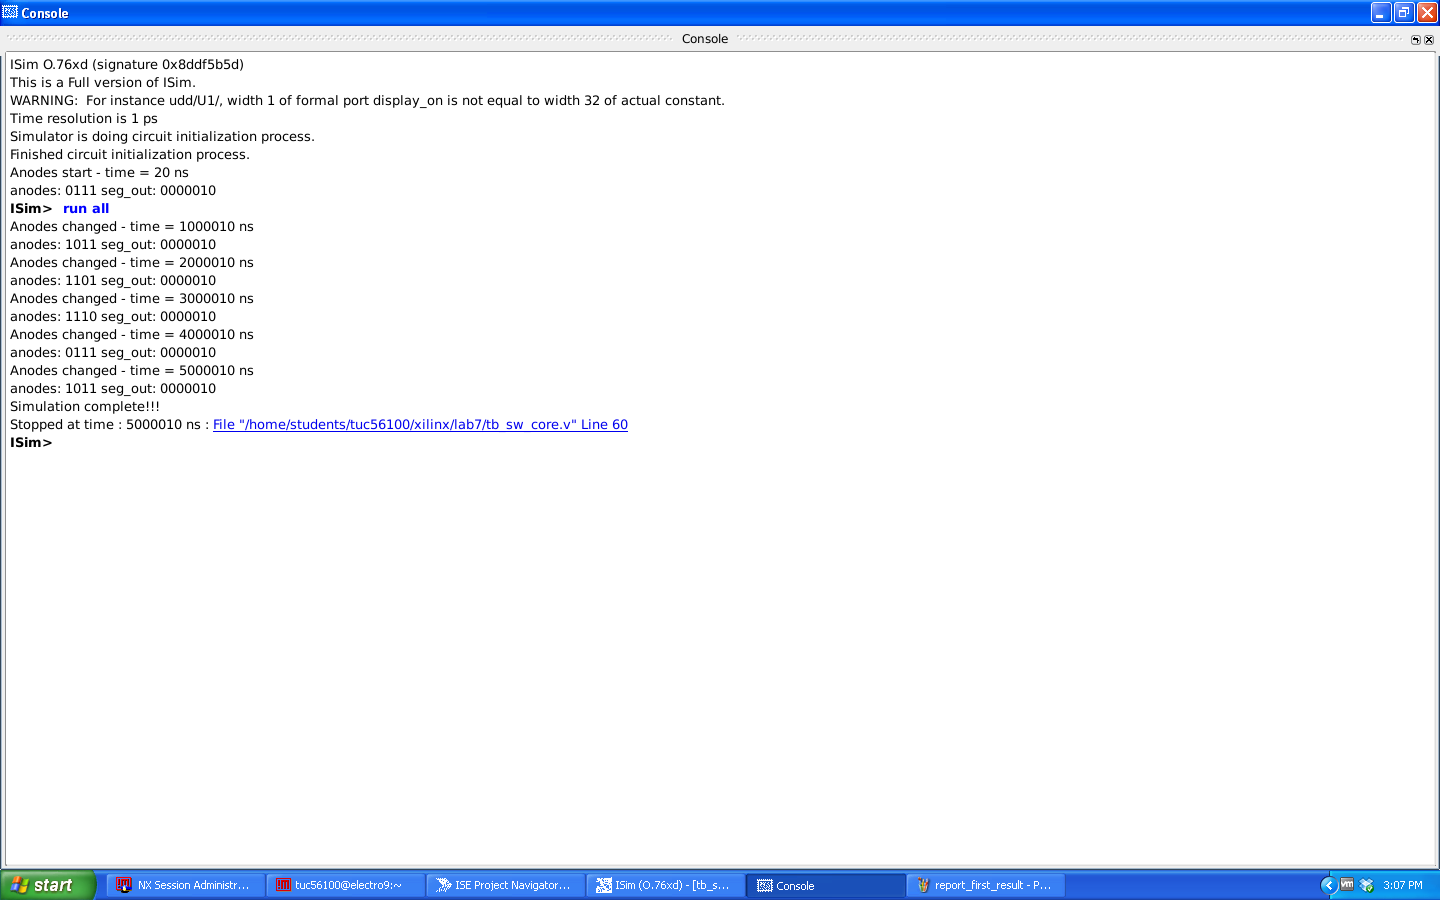 Console
Console
ISim O.76xd (signature 0x8ddf5b5d)
This is a Full version of ISim.
WARNING:  For instance udd/U1/, width 1 of formal port display_on is not equal to width 32 of actual constant.
Time resolution is 1 ps
Simulator is doing circuit initialization process.
Finished circuit initialization process.
Anodes start - time = 20 ns
anodes: 0111 seg_out: 0000010
ISim> run all
Anodes changed - time = 1000010 ns
anodes: 1011 seg_out: 0000010
Anodes changed - time = 2000010 ns
anodes: 1101 seg_out: 0000010
Anodes changed - time = 3000010 ns
anodes: 1110 seg_out: 0000010
Anodes changed - time = 4000010 ns
anodes: 0111 seg_out: 0000010
Anodes changed - time = 5000010 ns
anodes: 1011 seg_out: 0000010
Simulation complete!!!
Stopped at time : 5000010 ns : File "/home/students/tuc56100/xilinx/lab7/tb_sw_core.v" Line 60
ISim>
start NX Session Administr... tuc56100@electro9:~ ISE Project Navigator... ISim (O.76xd) - [tb_s... Console report_first_result - P... 3:07 PM